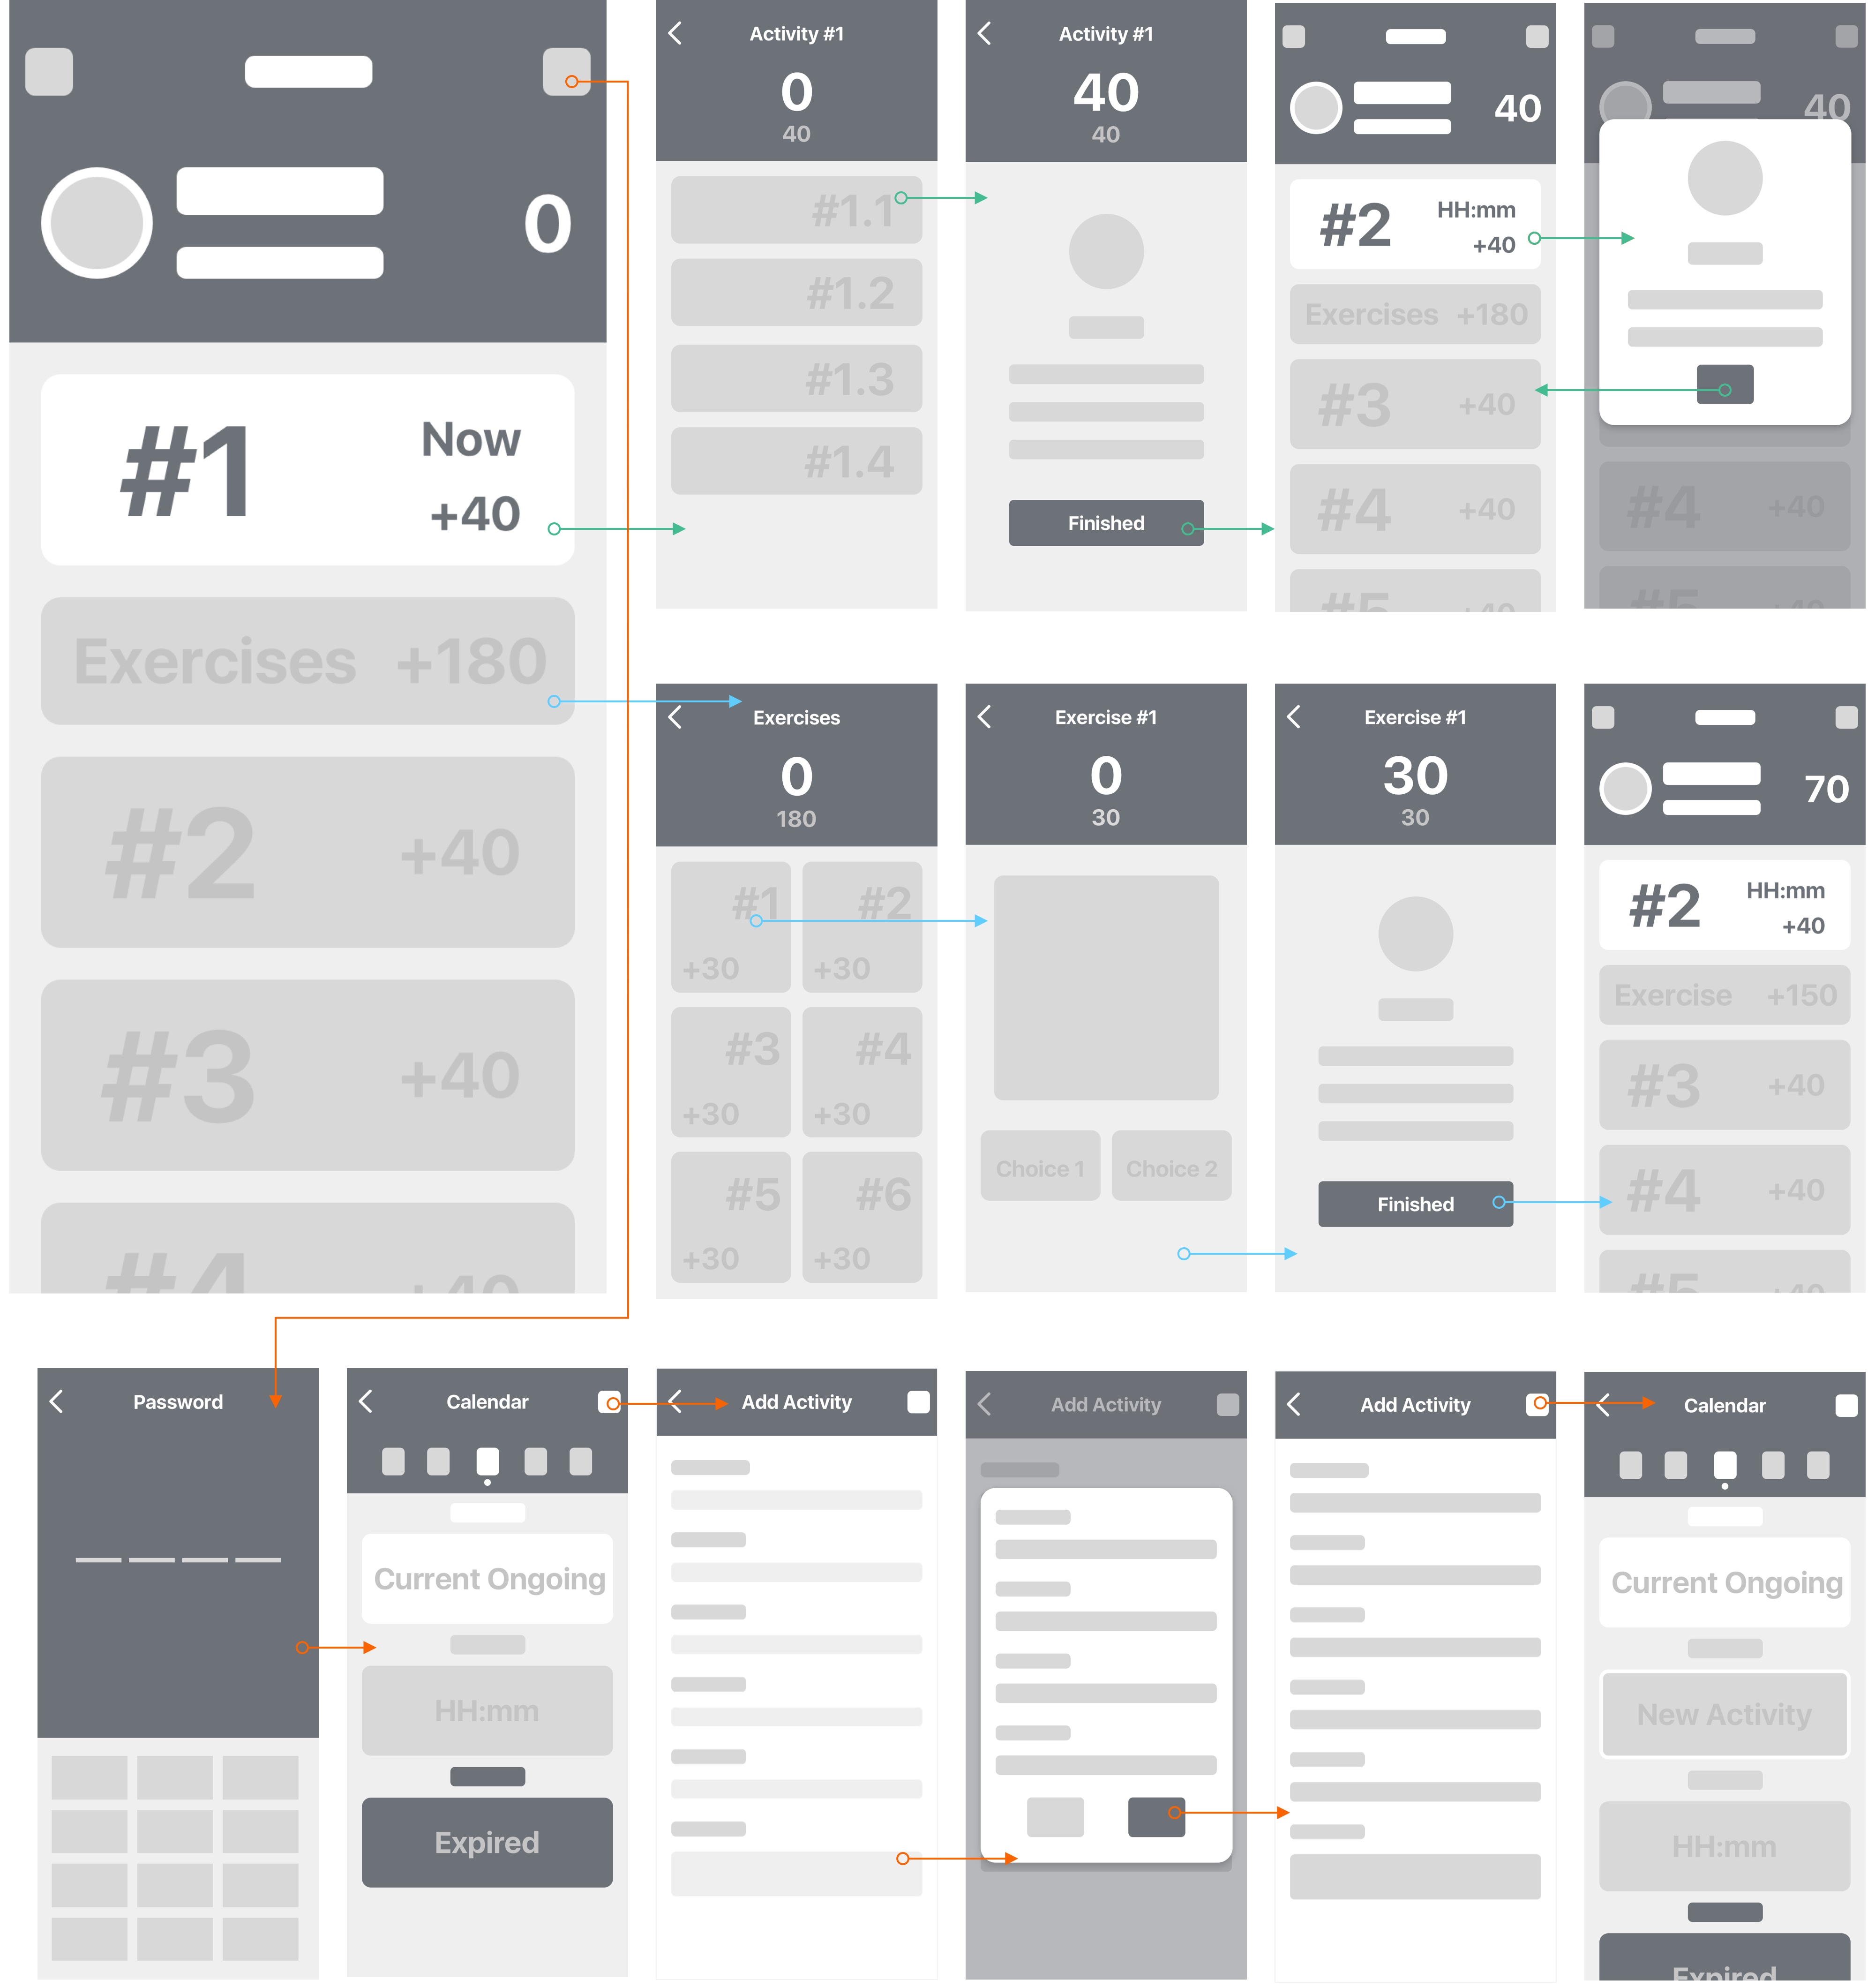 0
#1
Now
+40
Exercises +180
#2 +40
#3 +40
#4 +40
Activity #1
0
40
#1.1
#1.2
#1.3
#1.4
Activity #1
40
40
Finished
40
#2
HH:mm
+40
Exercises +180
#3 +40
#4 +40
#5 +40
40
#4 +40
#5 +40
Exercises
0
180
#1 #2
+30 +30
#3 #4
+30 +30
#5 #6
+30 +30
Exercise #1
0
30
Choice 1 Choice 2
Exercise #1
30
30
Finished
70
#2
HH:mm
+40
Exercise +150
#3 +40
#4 +40
#5 +40
Password
Calendar
Current Ongoing
HH:mm
Expired
Add Activity
Add Activity
Add Activity
Calendar
Current Ongoing
New Activity
HH:mm
Expired